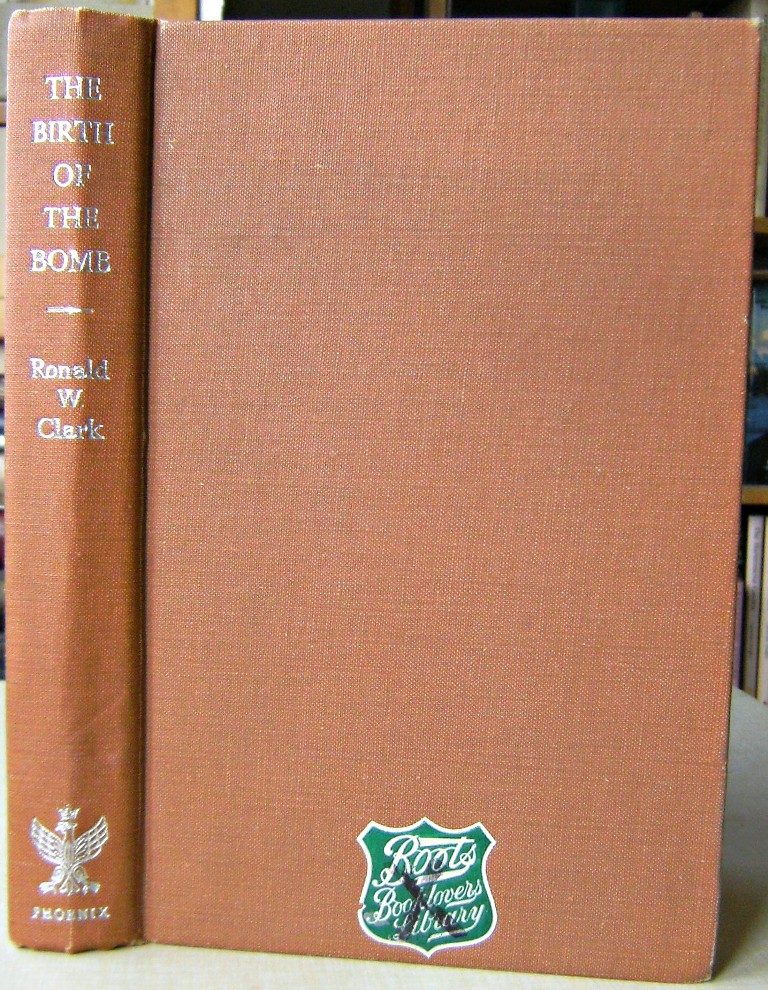 THE
BIRTH
OF
THE
BOMB
Ronald
W.
Clark
PHOENIX
Boots
Booklovers
Library